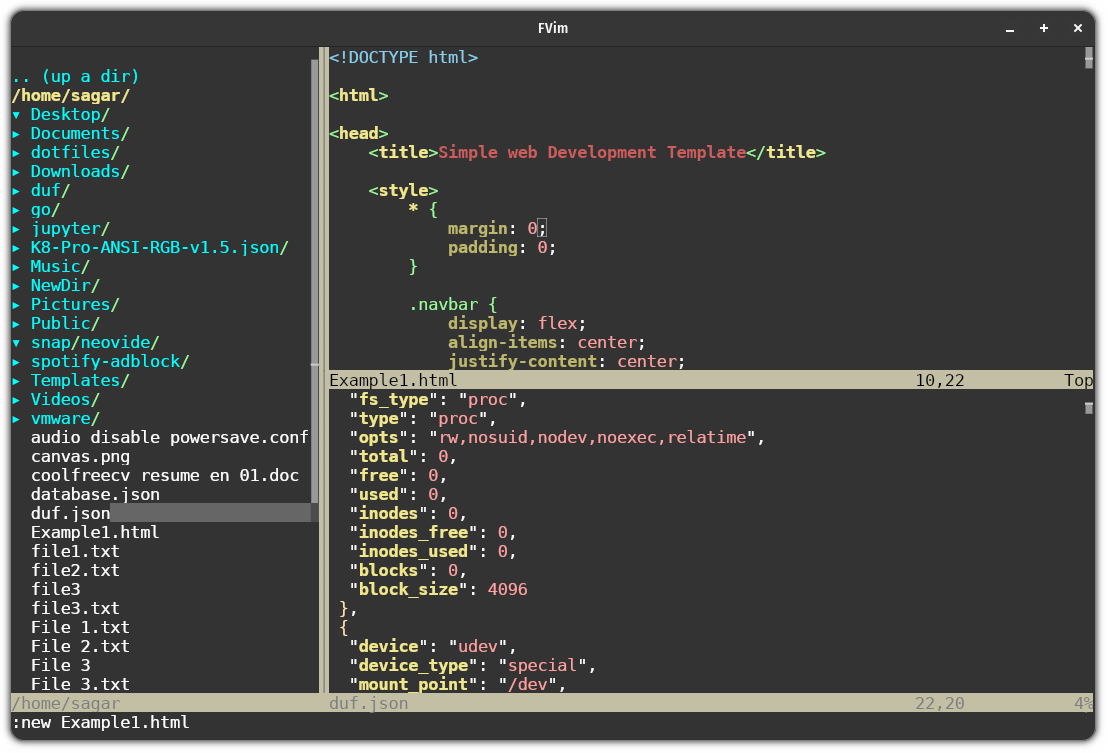 FVim
.. (up a dir)
/home/sagar/
▾ Desktop/
▸ Documents/
▸ dotfiles/
▸ Downloads/
▸ duf/
▸ go/
▸ jupyter/
▸ K8-Pro-ANSI-RGB-v1.5.json/
▸ Music/
▸ NewDir/
▸ Pictures/
▸ Public/
▾ snap/neovide/
▸ spotify-adblock/
▸ Templates/
▸ Videos/
▸ vmware/
audio disable powersave.conf
canvas.png
coolfreecv resume en 01.doc
database.json
duf.json
Example1.html
file1.txt
file2.txt
file3
file3.txt
File 1.txt
File 2.txt
File 3
File 3.txt
/home/sagar
<!DOCTYPE html>
<html>
<head>
    <title>Simple web Development Template</title>
    <style>
        * {
            margin: 0;
            padding: 0;
        }
        .navbar {
            display: flex;
            align-items: center;
            justify-content: center;
Example1.html 10,22 Top
  "fs_type": "proc",
  "type": "proc",
  "opts": "rw,nosuid,nodev,noexec,relatime",
  "total": 0,
  "free": 0,
  "used": 0,
  "inodes": 0,
  "inodes_free": 0,
  "inodes_used": 0,
  "blocks": 0,
  "block_size": 4096
 },
 {
  "device": "udev",
  "device_type": "special",
  "mount_point": "/dev",
duf.json 22,20 4%
:new Example1.html